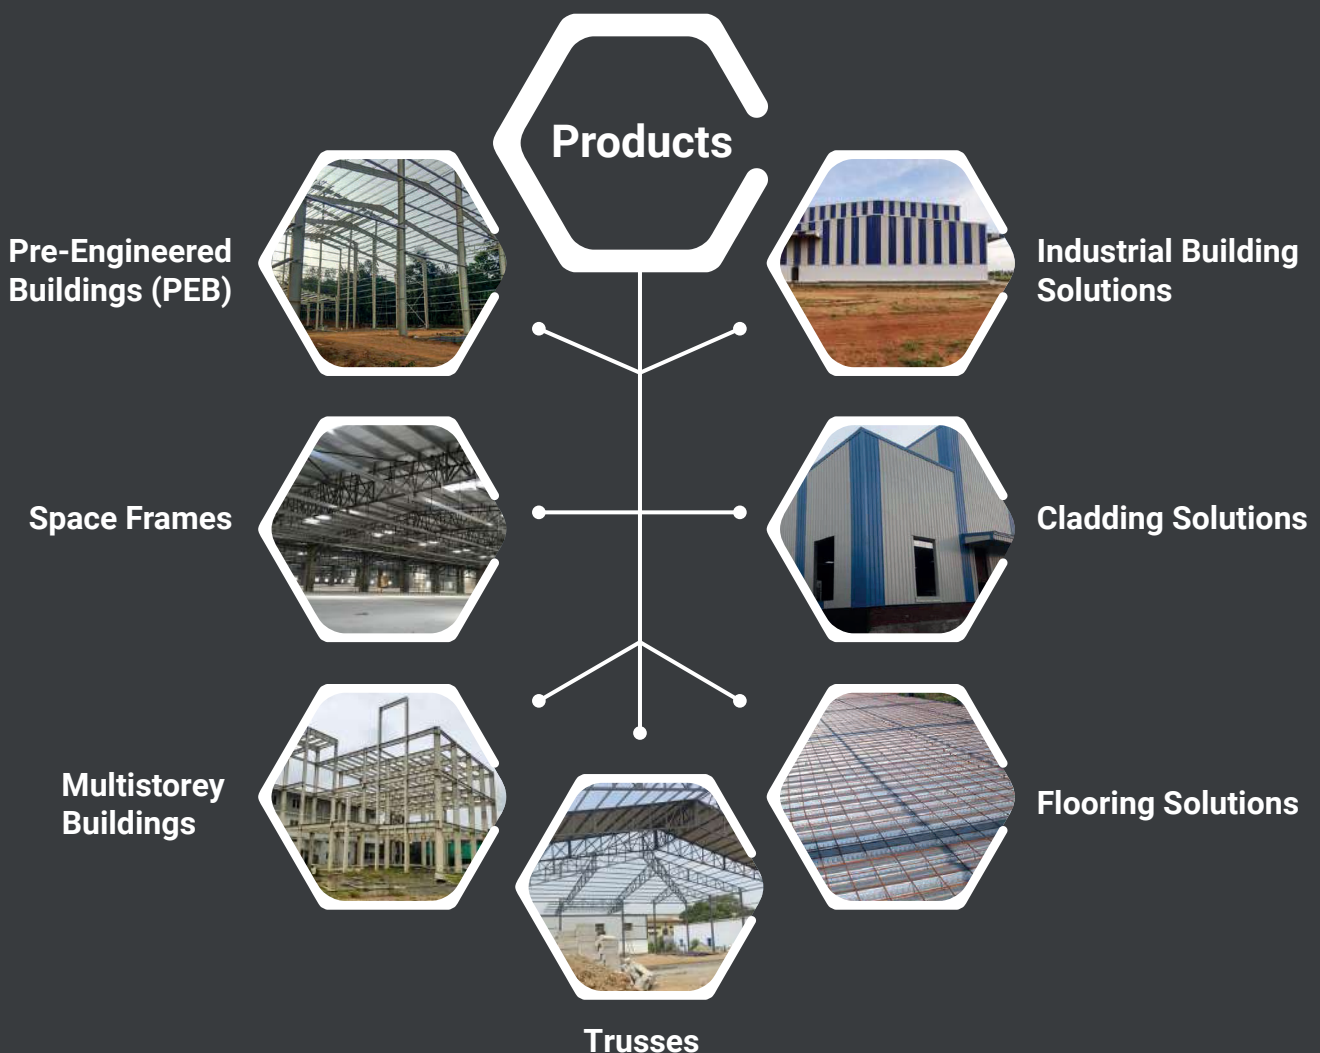 Products
Pre-Engineered
Buildings (PEB)
Industrial Building
Solutions
Space Frames
Cladding Solutions
Multistorey
Buildings
Flooring Solutions
Trusses